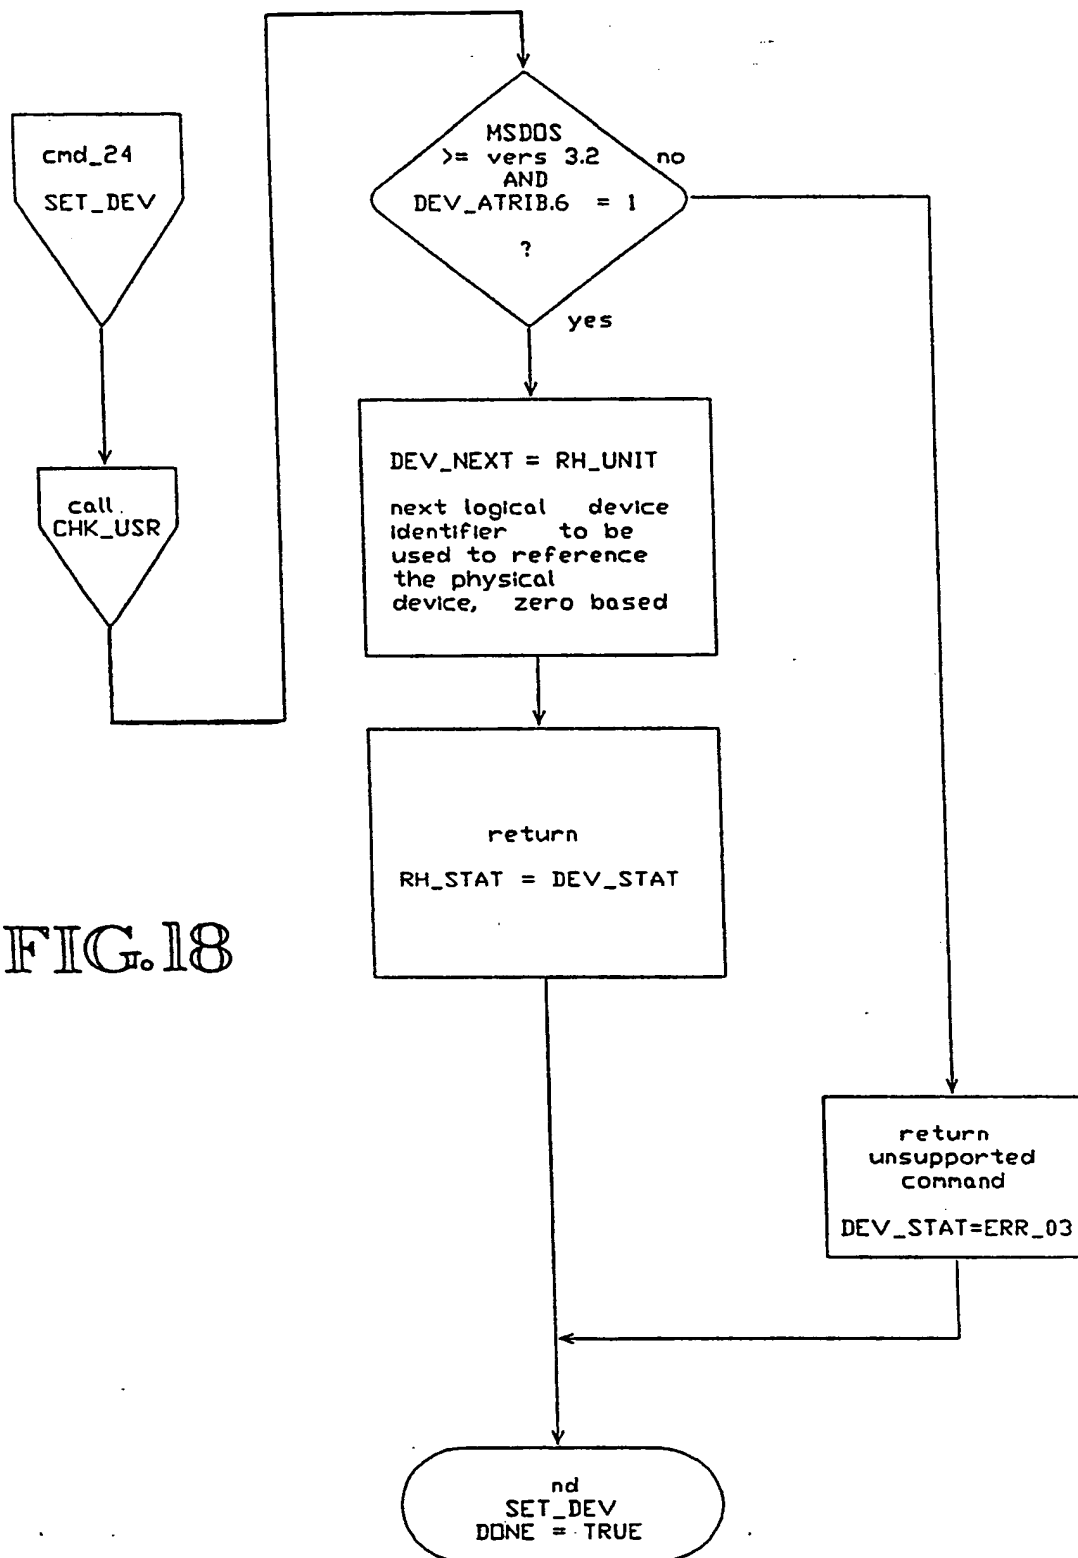 cmd_24
SET_DEV
call
CHK_USR
MSDOS
>= vers 3.2
AND
DEV_ATRIB.6 = 1
?
no
yes
DEV_NEXT = RH_UNIT
next logical device
identifier to be
used to reference
the physical
device, zero based
return
RH_STAT = DEV_STAT
FIG.18
return
unsupported
command
DEV_STAT=ERR_03
nd
SET_DEV
DONE = TRUE